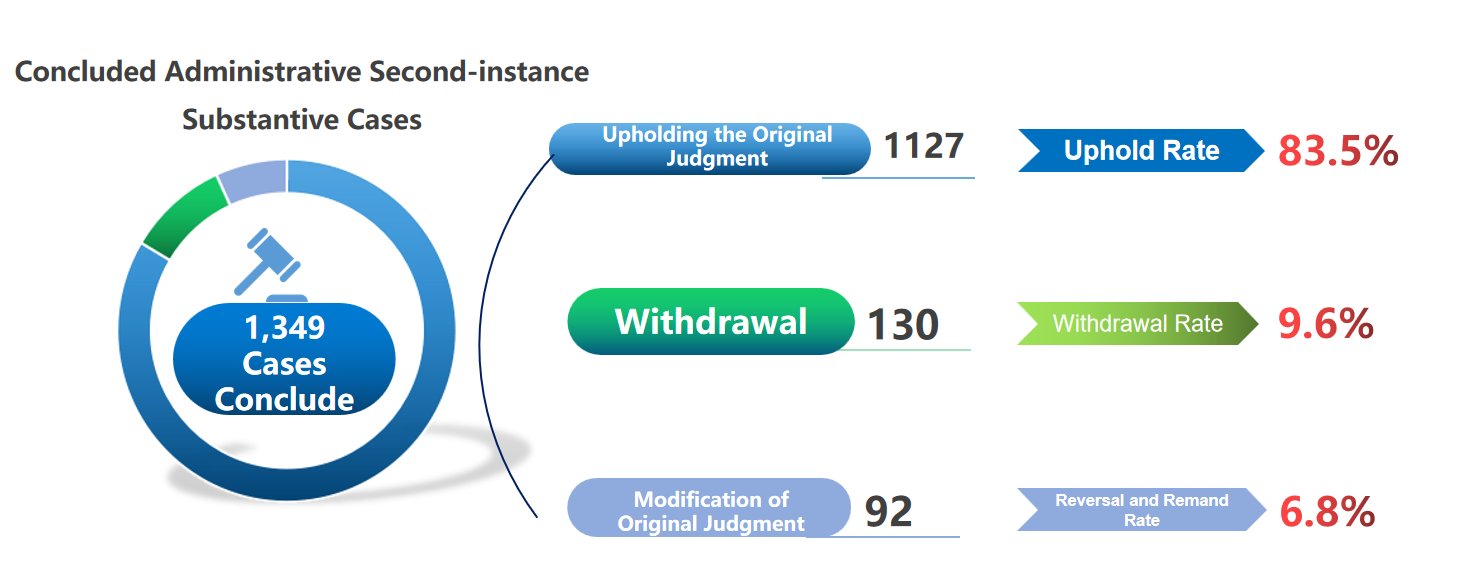 Concluded Administrative Second-instance
Substantive Cases
1,349
Cases
Conclude
Upholding the Original
Judgment
1127
Uphold Rate
83.5%
Withdrawal
130
Withdrawal Rate
9.6%
Modification of
Original Judgment
92
Reversal and Remand
Rate
6.8%